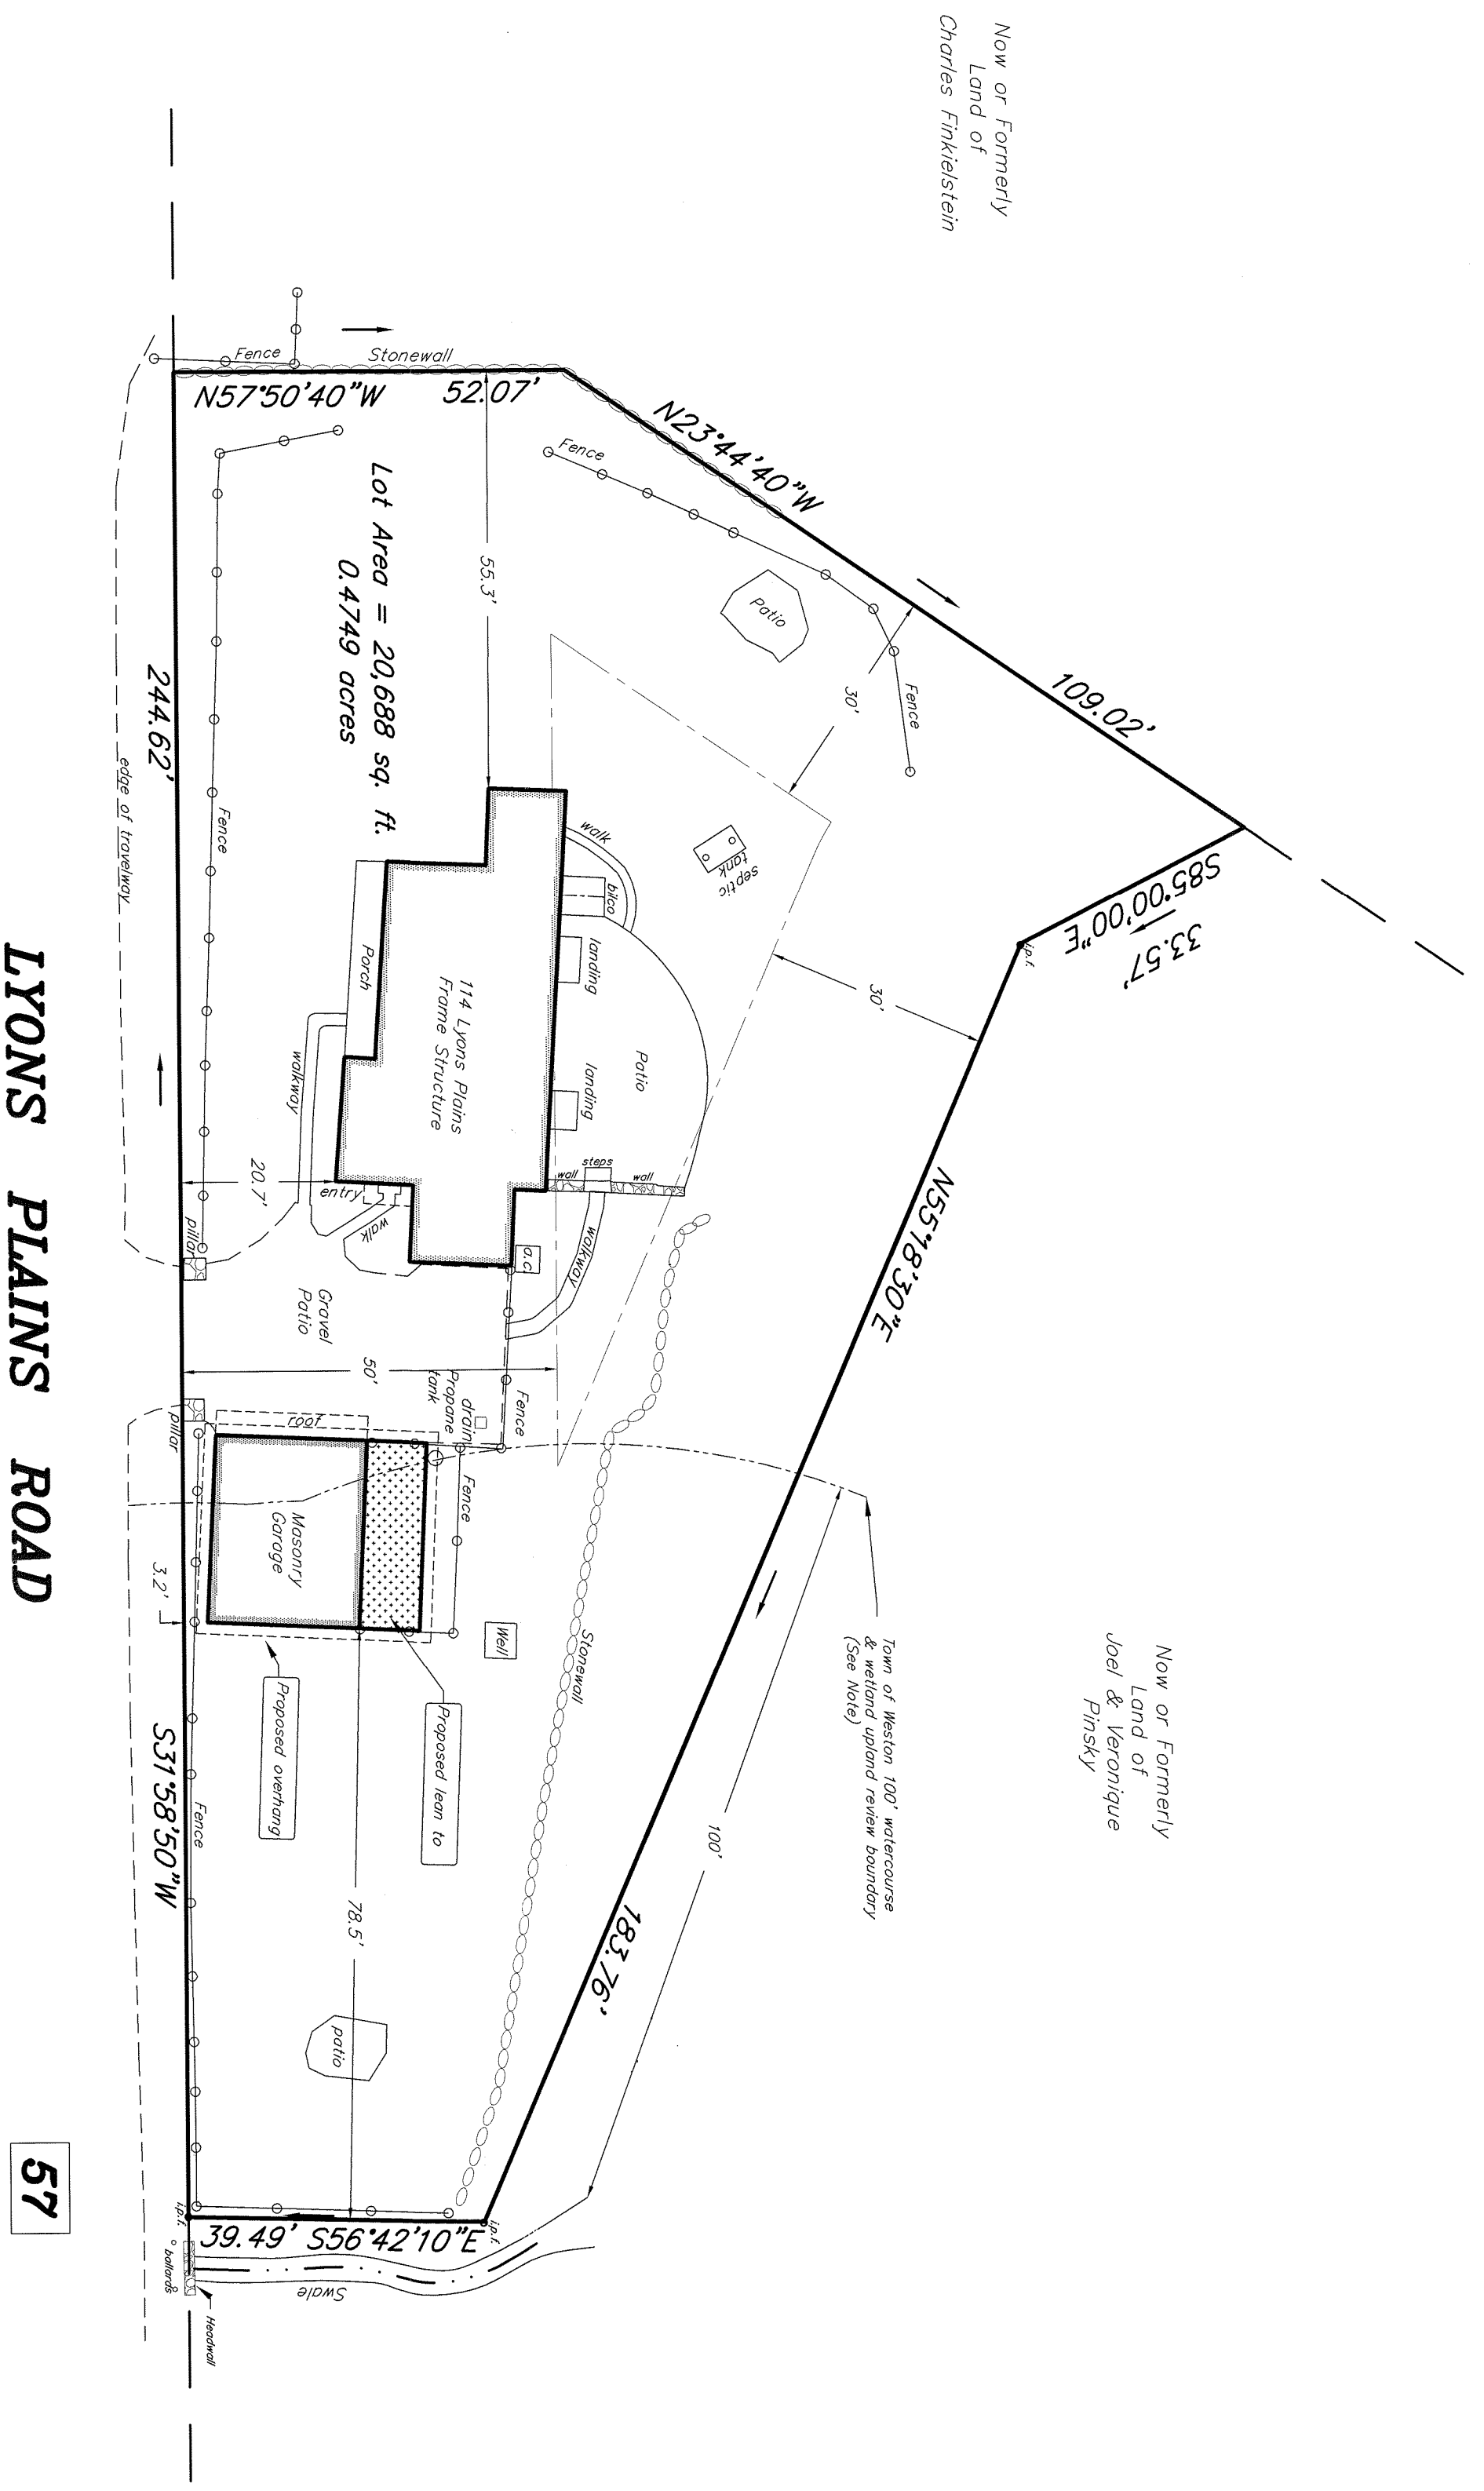 Now or Formerly
Land of
Charles Finkielstein
Now or Formerly
Land of
Joel & Veronique
Pinsky
Fence
Stonewall
N57°50'40"W
52.07'
N23°44'40"W
109.02'
S85°00'00"E
33.57'
i.p.f.
N55°18'30"E
183.76'
Fence
Fence
Patio
30'
30'
55.3'
Lot Area = 20,688 sq. ft.
0.4749 acres
septic
tank
walk
bilco
landing
landing
Patio
steps
wall
wall
walkway
114 Lyons Plains
Frame Structure
Porch
walkway
entry
walk
a.c.
20.7'
Fence
pillar
Gravel
Patio
50'
Fence
drain
Propane
tank
roof
pillar
Fence
Masonry
Garage
3.2'
Well
Stonewall
Town of Weston 100' watercourse
& wetland upland review boundary
(See Note)
100'
Proposed lean to
Proposed overhang
78.5'
patio
Fence
244.62'
S31°58'50"W
edge of travelway
i.p.f.
39.49' S56°42'10"E
i.p.f.
bollards
Swale
Headwall
LYONS PLAINS ROAD
57